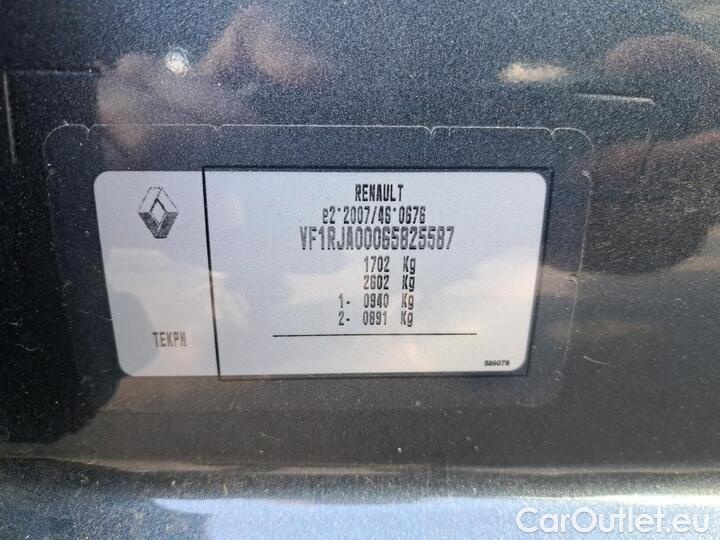 RENAULT
e2*2007/46*0676
VF1RJA00065825587
1702 Kg
2602 Kg
1- 0940 Kg
2- 0891 Kg
TEKPN
586079
CarOutlet.eu